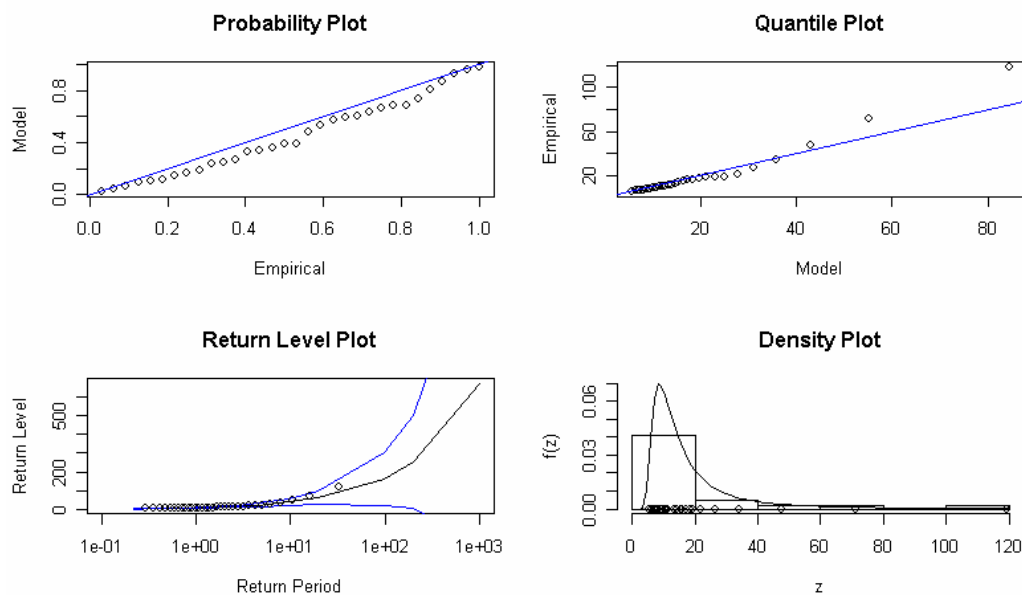 Probability Plot
Model
0.0 0.4 0.8
0.0 0.2 0.4 0.6 0.8 1.0
Empirical
Quantile Plot
Empirical
20 60 100
20 40 60 80
Model
Return Level Plot
Return Level
0 200 500
1e-01 1e+00 1e+01 1e+02 1e+03
Return Period
Density Plot
f(z)
0.00 0.03 0.06
0 20 40 60 80 100 120
z